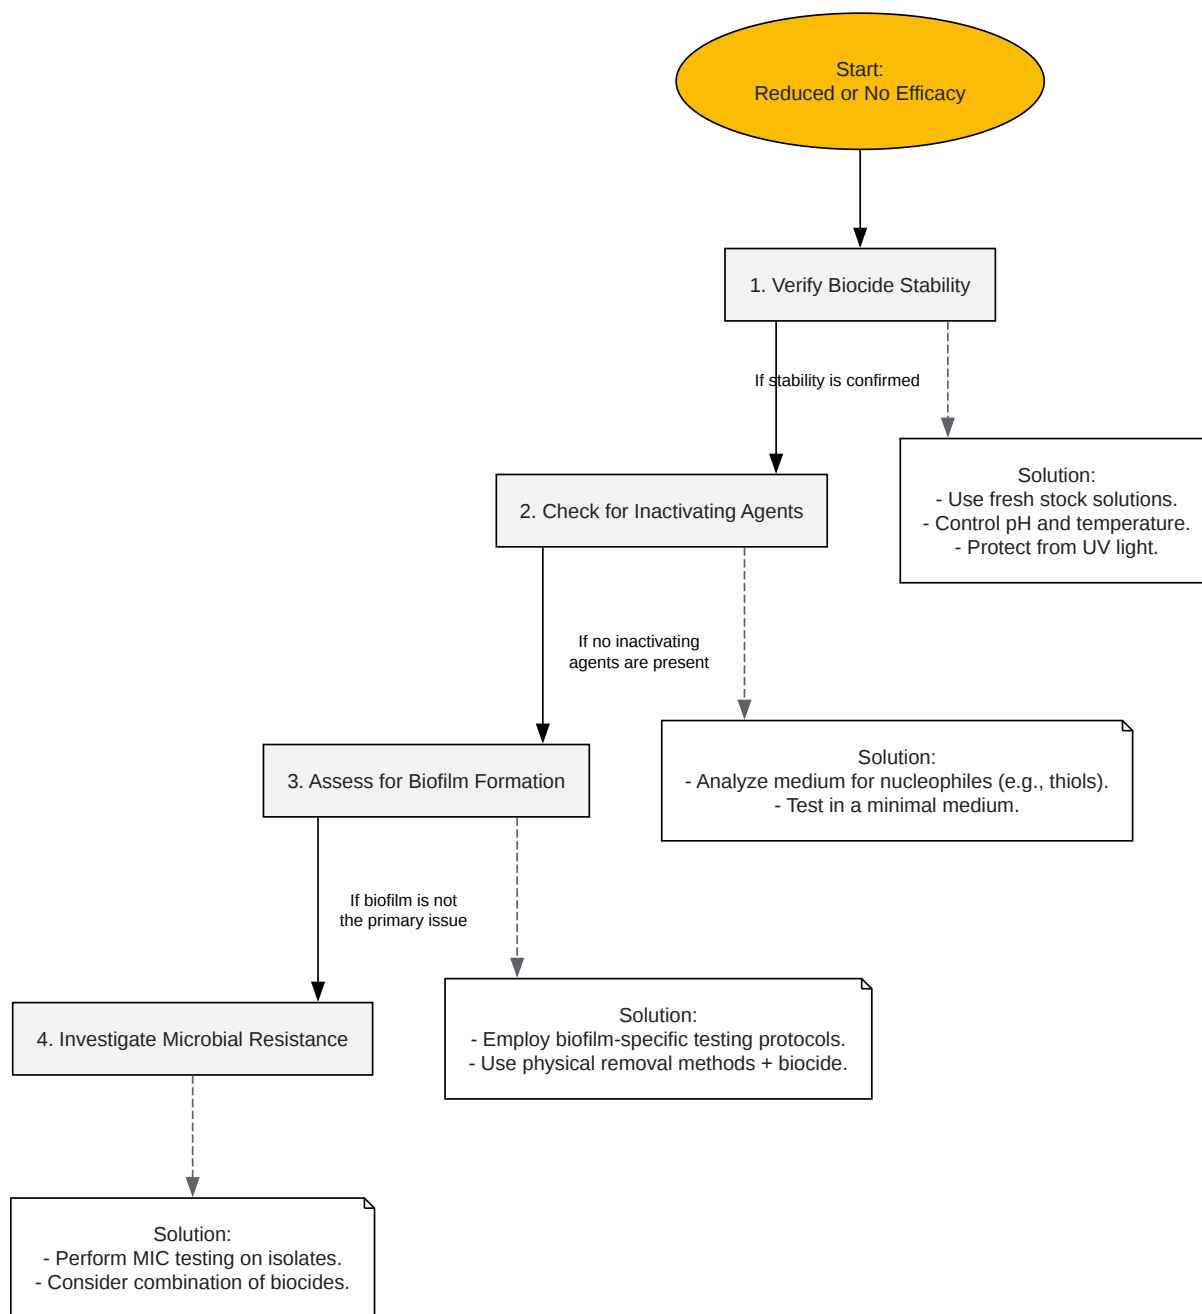 Start:
Reduced or No Efficacy
1. Verify Biocide Stability
If stability is confirmed
Solution:
- Use fresh stock solutions.
- Control pH and temperature.
- Protect from UV light.
2. Check for Inactivating Agents
If no inactivating
agents are present
Solution:
- Analyze medium for nucleophiles (e.g., thiols).
- Test in a minimal medium.
3. Assess for Biofilm Formation
If biofilm is not
the primary issue
Solution:
- Employ biofilm-specific testing protocols.
- Use physical removal methods + biocide.
4. Investigate Microbial Resistance
Solution:
- Perform MIC testing on isolates.
- Consider combination of biocides.